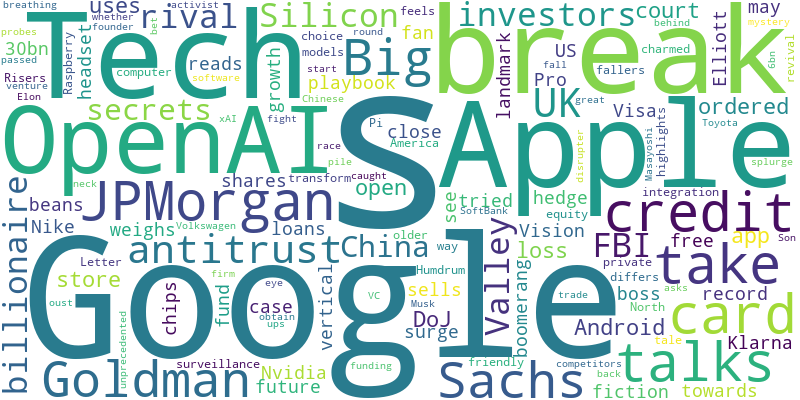 breathing
whether
activist
uses
rival
Silicon
investors
court
may
behind
mystery
probes
bet
founder
Tech
Big
break
30bn
Raspberry
headset
feels
fan
choice
round
US
passed
computer
reads
growth
models
playbook
start
landmark
Pro
Elliott
fall
fallers
charmed
6bn
revival
Risers
venture
software
secrets
Chinese
UK
Visa
ordered
great
Elon
xAI
fight
Pi
close
America
Masayoshi
highlights
Toyota
disrupter
splurge
OpenAI
S
Apple
race
pile
neck
JPMorgan
shares
transform
caught
open
see
tried
hedge
integration
beans
credit
Nike
weighs
Volkswagen
loans
older
SoftBank
equity
Son
billionaire
Letter
antitrust
China
way
Valley
Vision
FBI
free
app
store
firm
eye
vertical
Humdrum
loss
private
differs
take
Google
chips
fund
case
VC
Musk
sells
boomerang
boss
record
North
asks
trade
card
oust
unprecedented
obtain
ups
DoJ
surge
Android
tale
Klarna
surveillance
funding
friendly
competitors
back
talks
Goldman
Nvidia
future
Sachs
fiction
towards